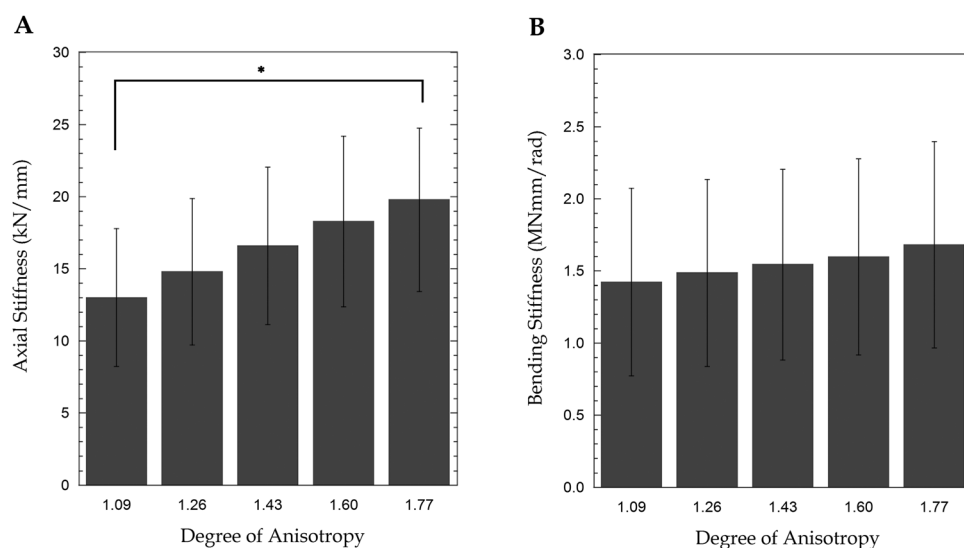 A
Axial Stiffness (kN/mm)
30
25
20
15
10
5
0
*
1.09 1.26 1.43 1.60 1.77
Degree of Anisotropy
B
Bending Stiffness (MNmm/rad)
3.0
2.5
2.0
1.5
1.0
0.5
0.0
1.09 1.26 1.43 1.60 1.77
Degree of Anisotropy